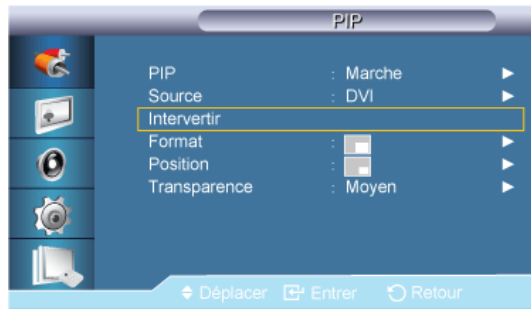 PIP
PIP : Marche
Source : DVI
Intervertir
Format :
Position :
Transparence : Moyen
Déplacer Entrer Retour